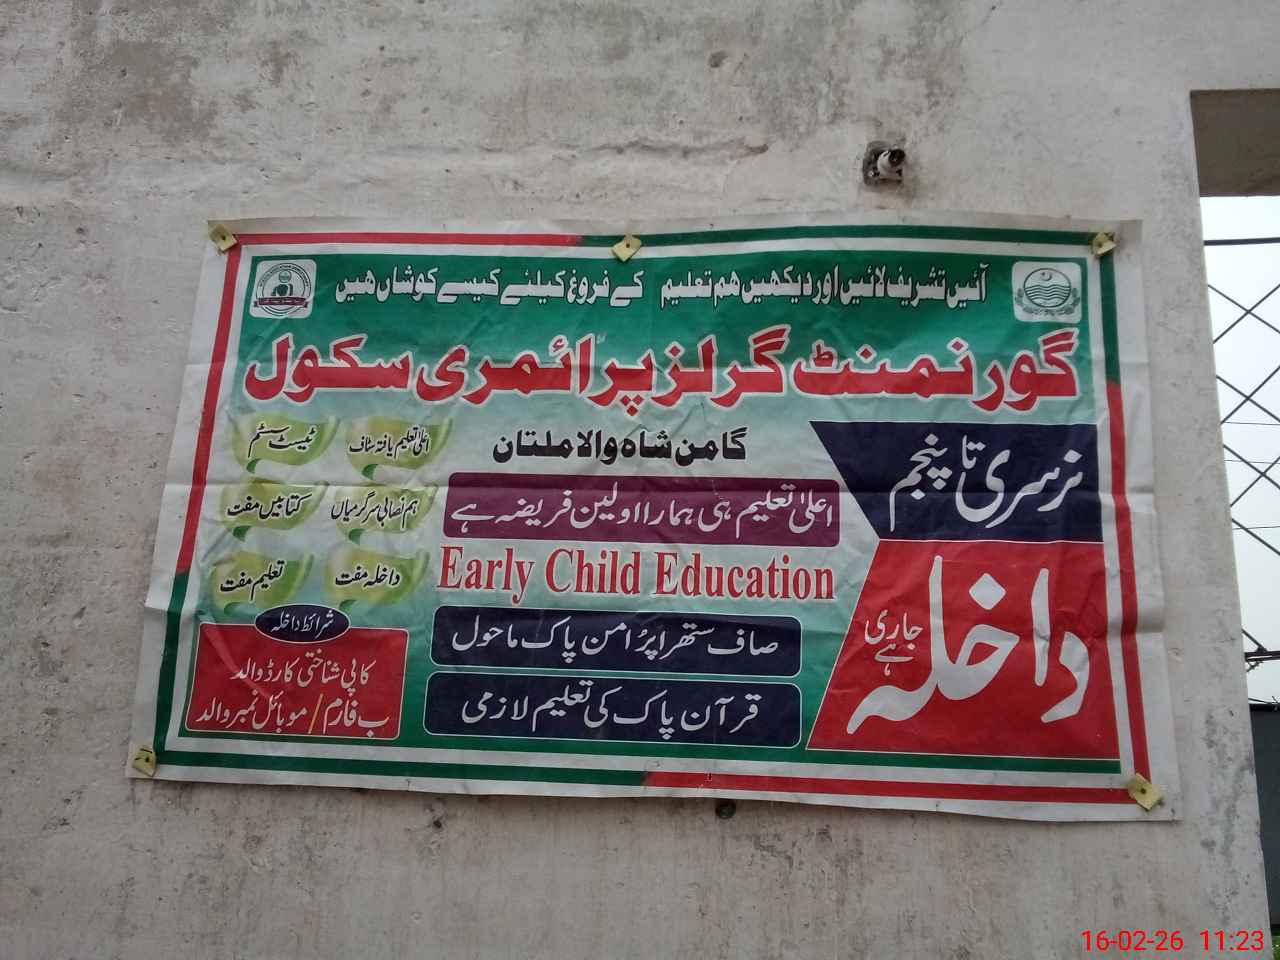 آئیں تشریف لائیں اور دیکھیں ہم تعلیم کے فروغ کیلئے کیسے کوشاں ھیں
گورنمنٹ گرلز پرائمری سکول
گامن شاہ والا ملتان
نرسری تا پنجم
داخلہ
جاری ہے
اعلیٰ تعلیم ہی ہمارا اولین فریضہ ہے
Early Child Education
صاف ستھرا پرُ امن پاک ماحول
قرآن پاک کی تعلیم لازمی
اعلیٰ تعلیم یافتہ سٹاف
ٹیسٹ سسٹم
ہم نصابی سرگرمیاں
کتابیں مفت
داخلہ مفت
تعلیم مفت
شرائط داخلہ
کاپی شناختی کارڈ والد
ب فارم/موبائل نمبر والد
16-02-26 11:23